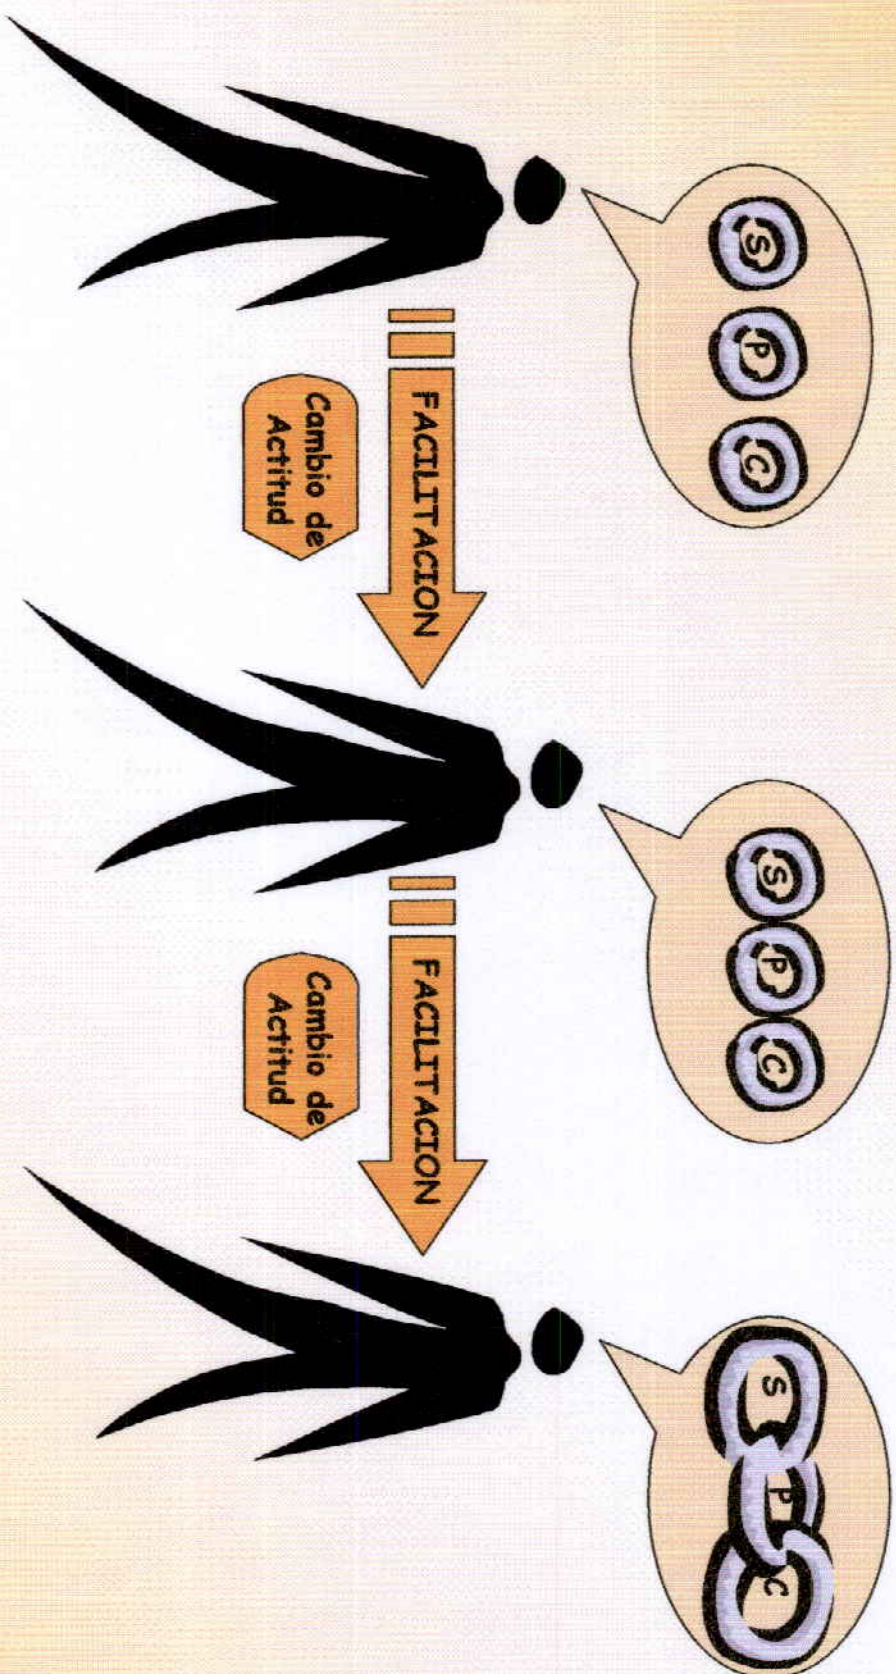 S P C
S P C
S P C
FACILITACION
FACILITACION
Cambio de
Actitud
Cambio de
Actitud